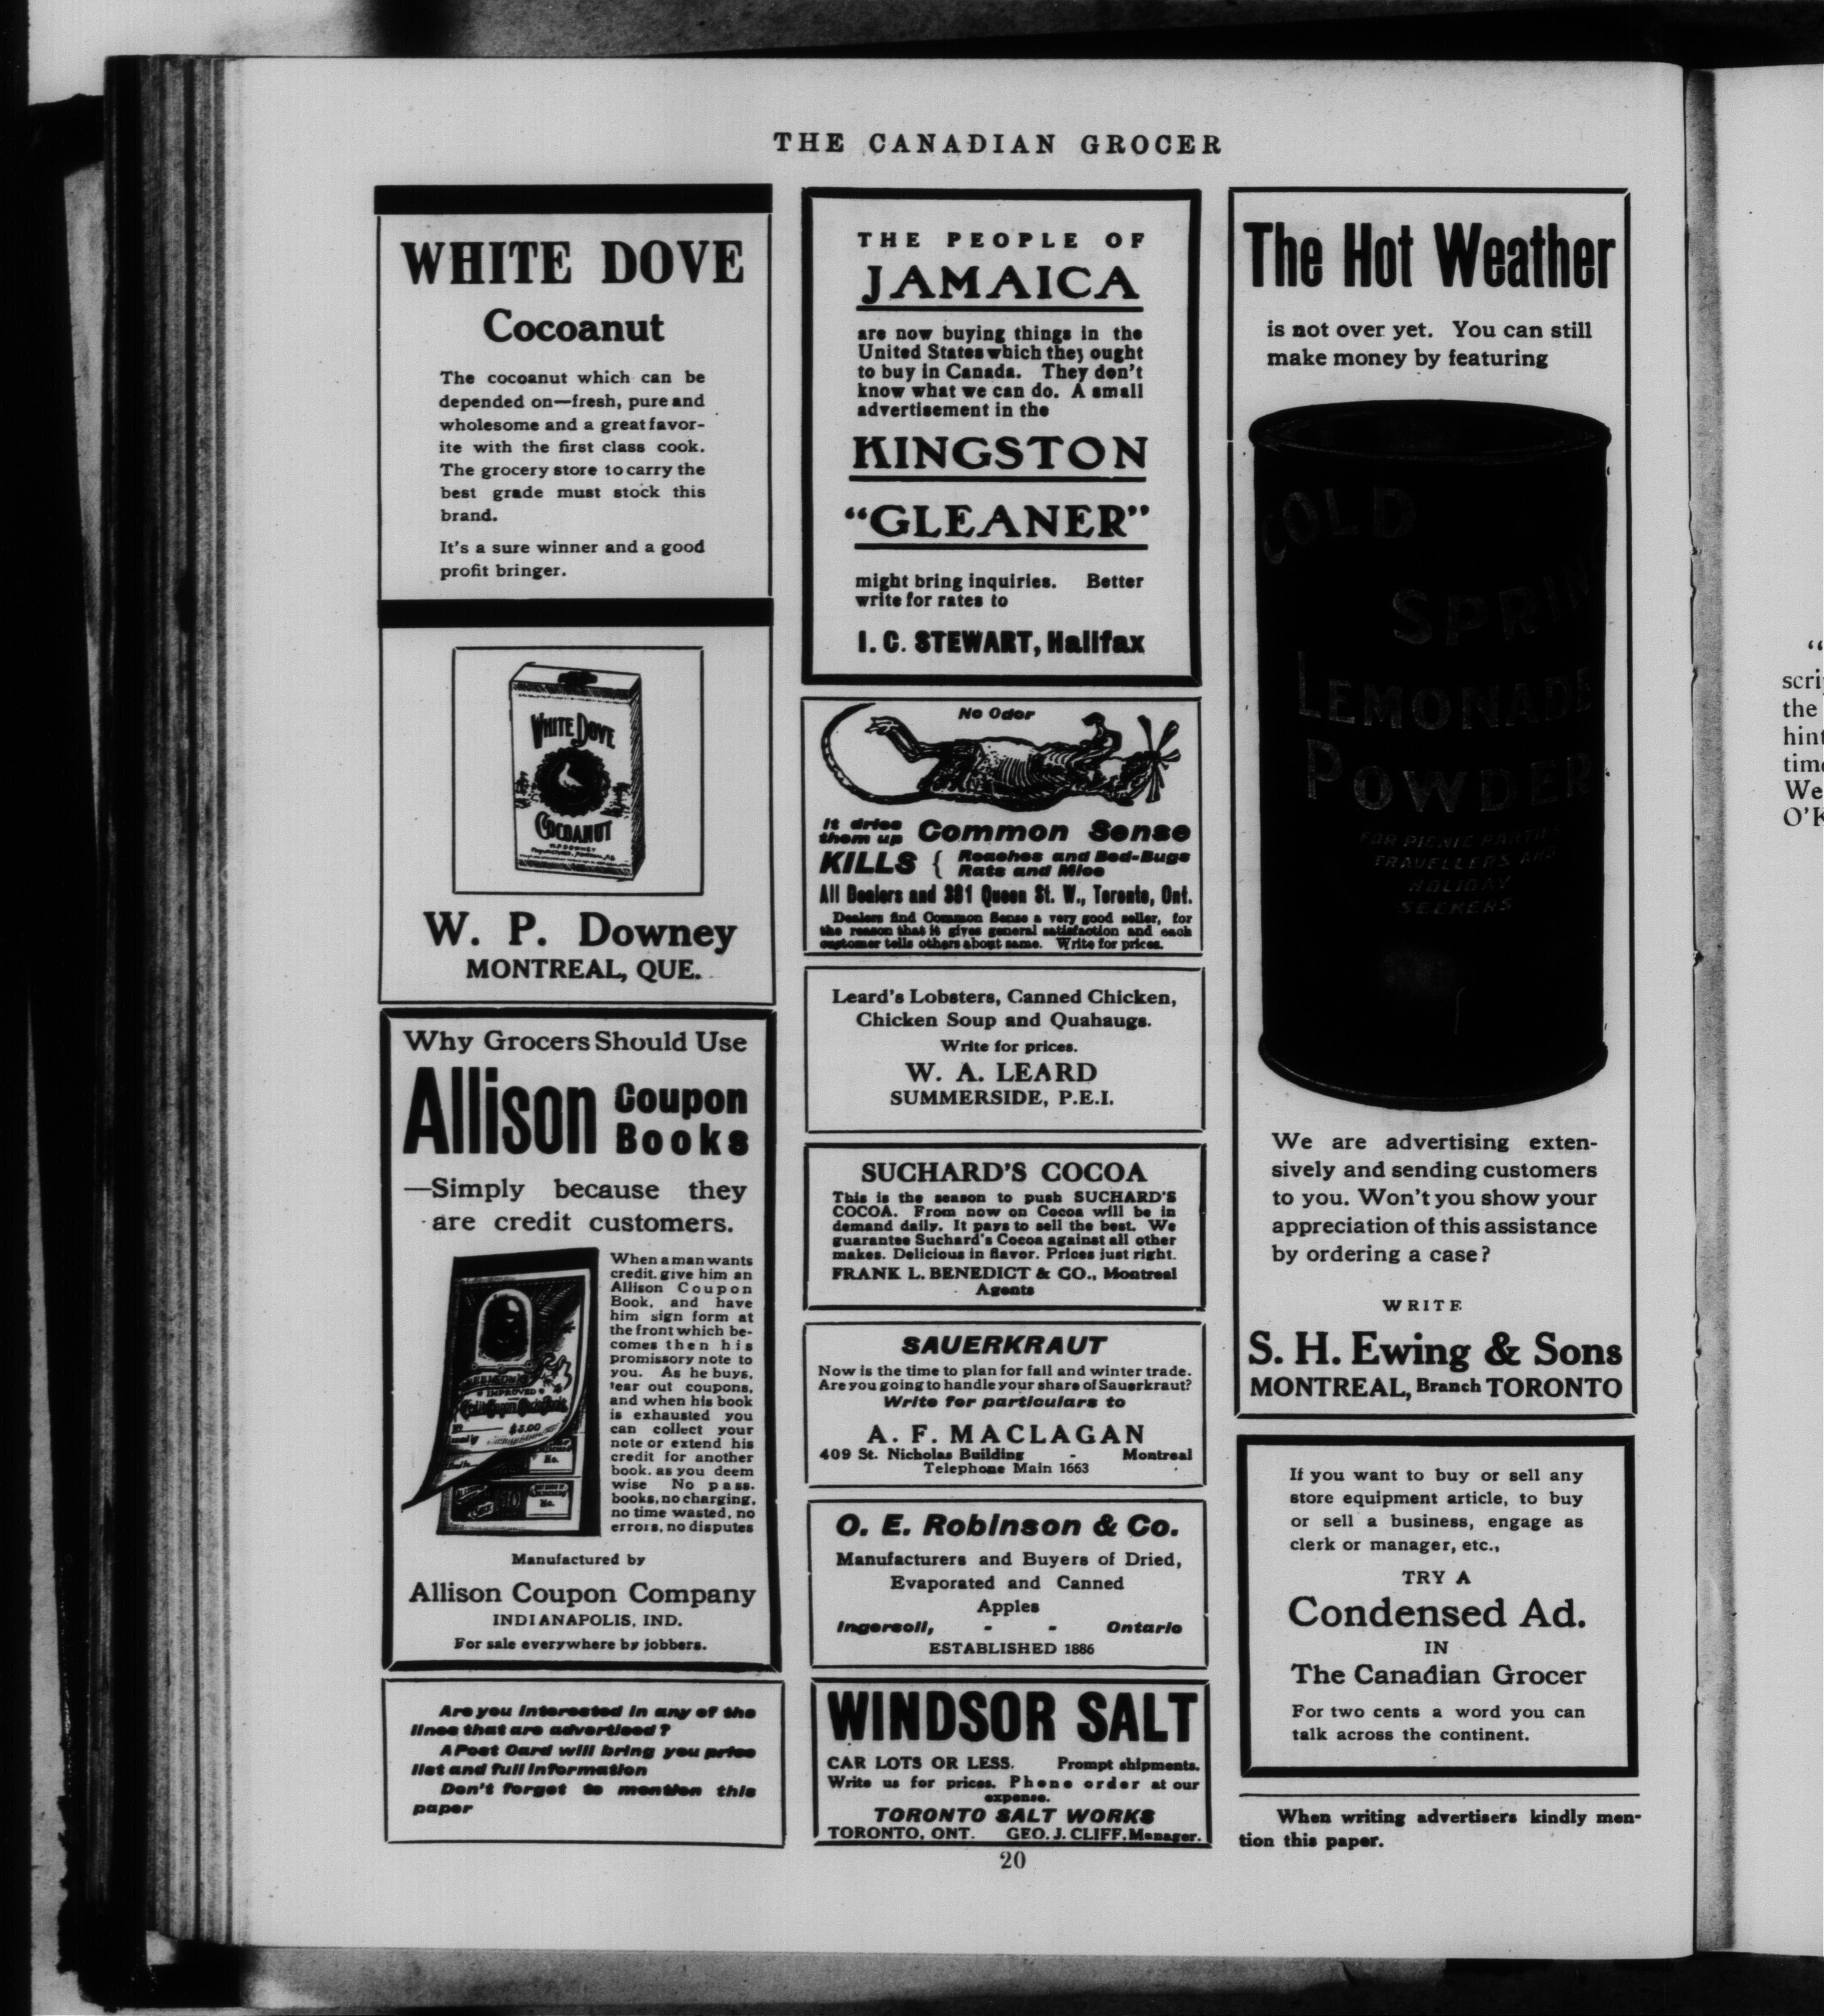 THE CANADIAN GROCER
WHITE DOVE
Cocoanut
The cocoanut which can be
depended on—fresh, pure and
wholesome and a great favor-
ite with the first class cook.
The grocery store to carry the
best grade must stock this
brand.
It's a sure winner and a good
profit bringer.
WHITE DOVE
COCOANUT
W. P. Downey
MONTREAL, QUE.
Why Grocers Should Use
Allison Coupon
Books
—Simply because they
are credit customers.
When a man wants
credit, give him an
Allison Coupon
Book, and have
him sign form at
the front which be-
comes then his
promissory note to
you. As he buys,
tear out coupons,
and when his book
is exhausted you
can collect your
note or extend his
credit for another
book, as you deem
wise No pass-
books, no charging,
no time wasted, no
errors, no disputes
IMPROVED
$5.00
No.
No.
Manufactured by
Allison Coupon Company
INDIANAPOLIS, IND.
For sale everywhere by jobbers.
Are you interested in any of the
lines that are advertised?
A Post Card will bring you price
list and full information
Don't forget to mention this
paper
THE PEOPLE OF
JAMAICA
are now buying things in the
United States which they ought
to buy in Canada. They don't
know what we can do. A small
advertisement in the
KINGSTON
"GLEANER"
might bring inquiries. Better
write for rates to
I. C. STEWART, Halifax
No Odor
It dries
them up
Common Sense
KILLS { Roaches and Bed-Bugs
Rats and Mice
All Dealers and 381 Queen St. W., Toronto, Ont.
Dealers find Common Sense a very good seller, for
the reason that it gives general satisfaction and each
customer tells others about same. Write for prices.
Leard's Lobsters, Canned Chicken,
Chicken Soup and Quahaugs.
Write for prices.
W. A. LEARD
SUMMERSIDE, P.E.I.
SUCHARD'S COCOA
This is the season to push SUCHARD'S
COCOA. From now on Cocoa will be in
demand daily. It pays to sell the best. We
guarantee Suchard's Cocoa against all other
makes. Delicious in flavor. Prices just right.
FRANK L. BENEDICT & CO., Montreal
Agents
SAUERKRAUT
Now is the time to plan for fall and winter trade.
Are you going to handle your share of Sauerkraut?
Write for particulars to
A. F. MACLAGAN
409 St. Nicholas Building - Montreal
Telephone Main 1663
O. E. Robinson & Co.
Manufacturers and Buyers of Dried,
Evaporated and Canned
Apples
Ingersoll, - - Ontario
ESTABLISHED 1886
WINDSOR SALT
CAR LOTS OR LESS. Prompt shipments.
Write us for prices. Phone order at our
expense.
TORONTO SALT WORKS
TORONTO, ONT. GEO. J. CLIFF, Manager.
The Hot Weather
is not over yet. You can still
make money by featuring
COLD
SPRING
LEMONADE
POWDER
FOR PICNIC PARTIES
TRAVELLERS AND
HOLIDAY
SEEKERS
We are advertising exten-
sively and sending customers
to you. Won't you show your
appreciation of this assistance
by ordering a case?
WRITE
S. H. Ewing & Sons
MONTREAL, Branch TORONTO
If you want to buy or sell any
store equipment article, to buy
or sell a business, engage as
clerk or manager, etc.,
TRY A
Condensed Ad.
IN
The Canadian Grocer
For two cents a word you can
talk across the continent.
When writing advertisers kindly men-
tion this paper.
20
"
scri
the
hint
time
We
O'K